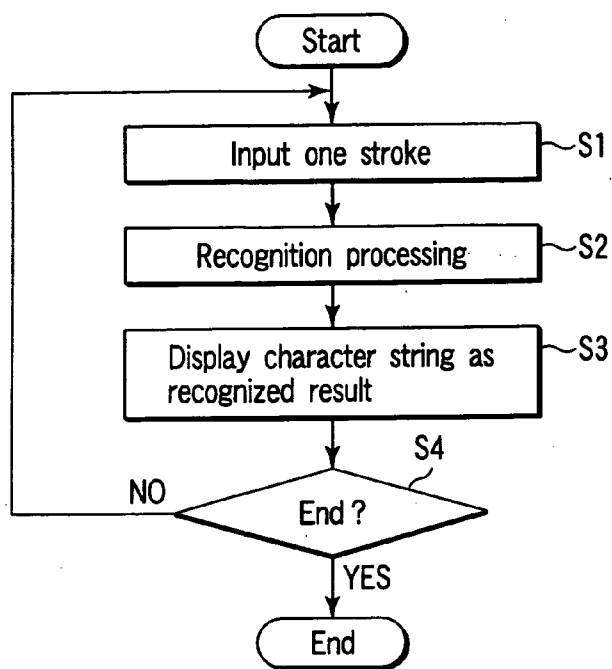 Start
Input one stroke
S1
Recognition processing
S2
Display character string as
recognized result
S3
S4
NO
End ?
YES
End